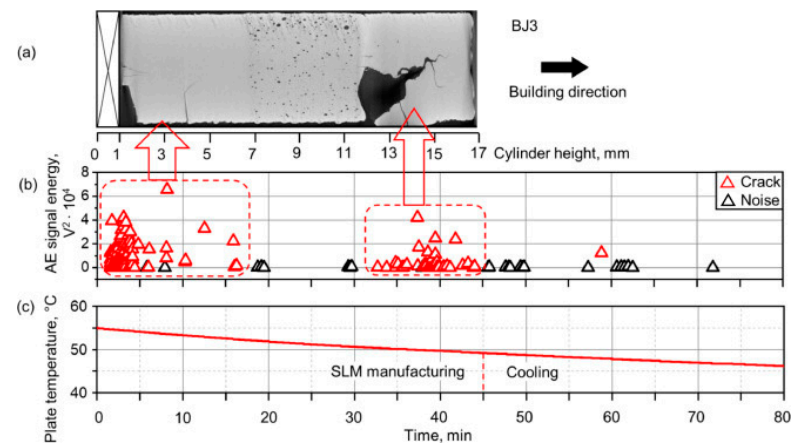 BJ3
(a)
Building direction
0 1 3 5 7 9 11 13 15 17 Cylinder height, mm
(b)
AE signal energy,
V² · 10⁴
8
6
4
2
0
Crack
Noise
(c)
Plate temperature, °C
60
50
40
SLM manufacturing Cooling
0 10 20 30 40 50 60 70 80
Time, min